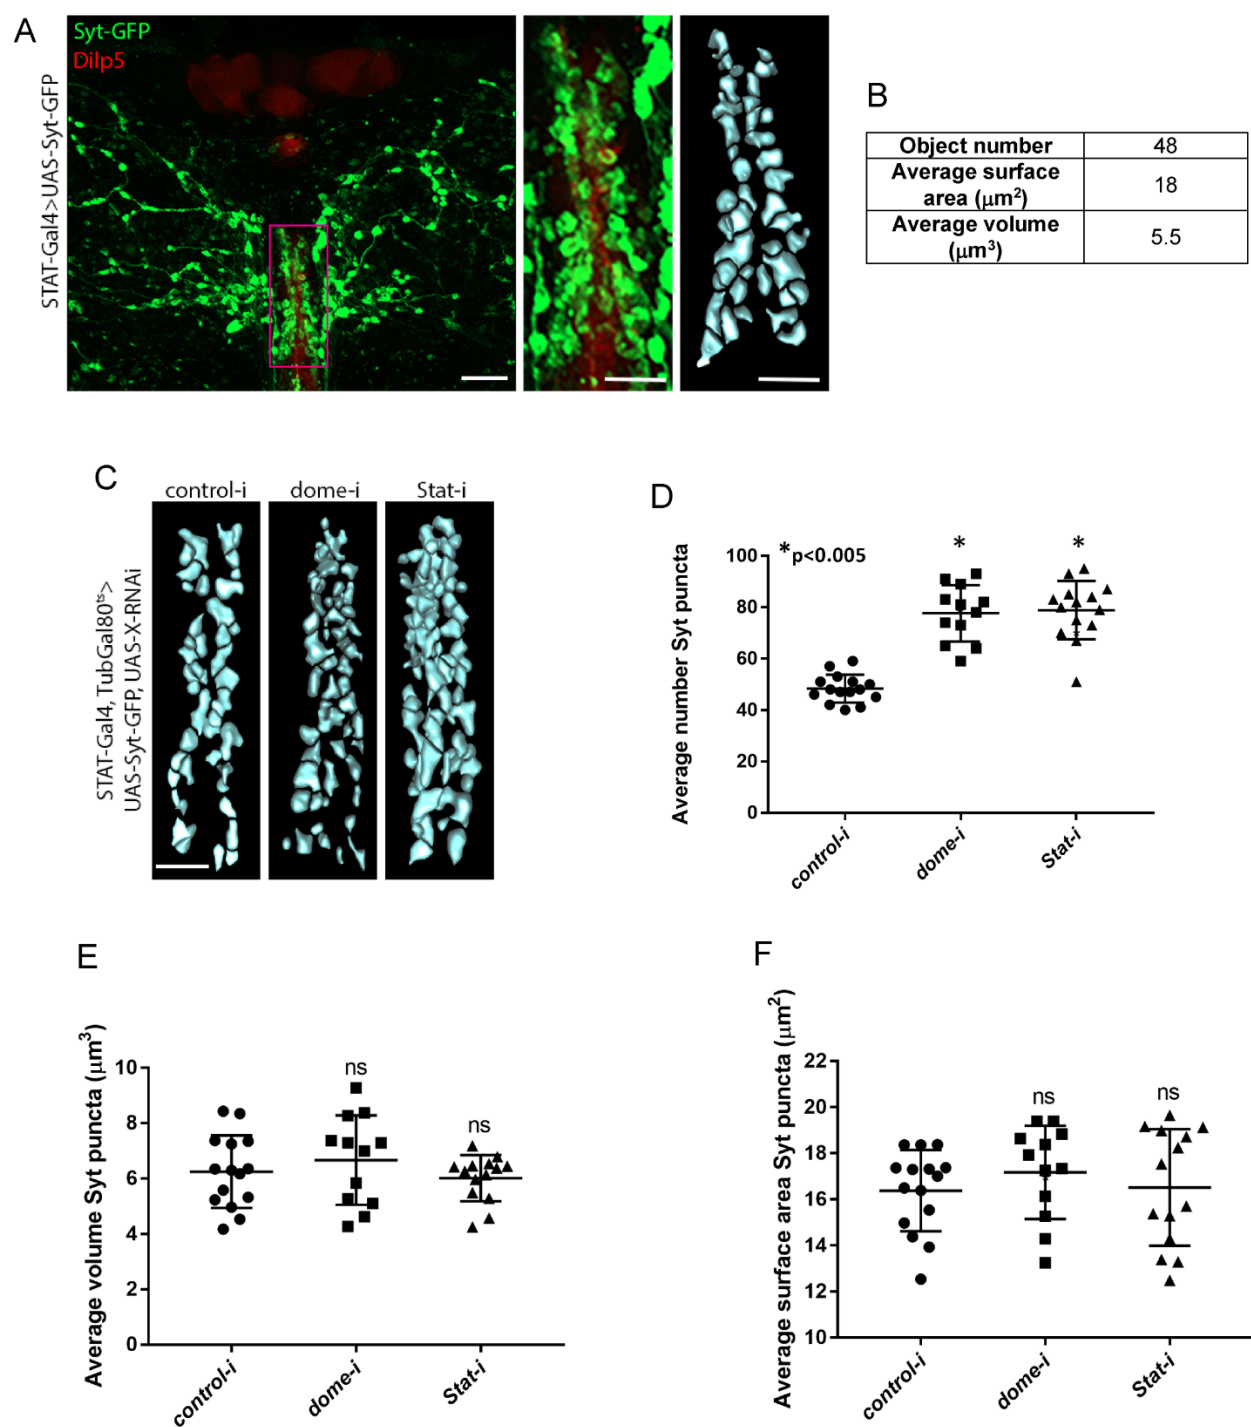 A
Syt-GFP
Dilp5
STAT-Gal4>UAS-Syt-GFP
B
Object number 48
Average surface
area (μm²) 18
Average volume
(μm³) 5.5
C
control-i dome-i Stat-i
STAT-Gal4, TubGal80ᵗˢ>
UAS-Syt-GFP, UAS-X-RNAi
D
*p<0.005
* *
Average number Syt puncta
100
80
60
40
20
0
control-i dome-i Stat-i
E
Average volume Syt puncta (μm³)
10
8
6
4
2
0
ns
ns
control-i dome-i Stat-i
F
Average surface area Syt puncta (μm²)
22
20
18
16
14
12
10
ns ns
control-i dome-i Stat-i